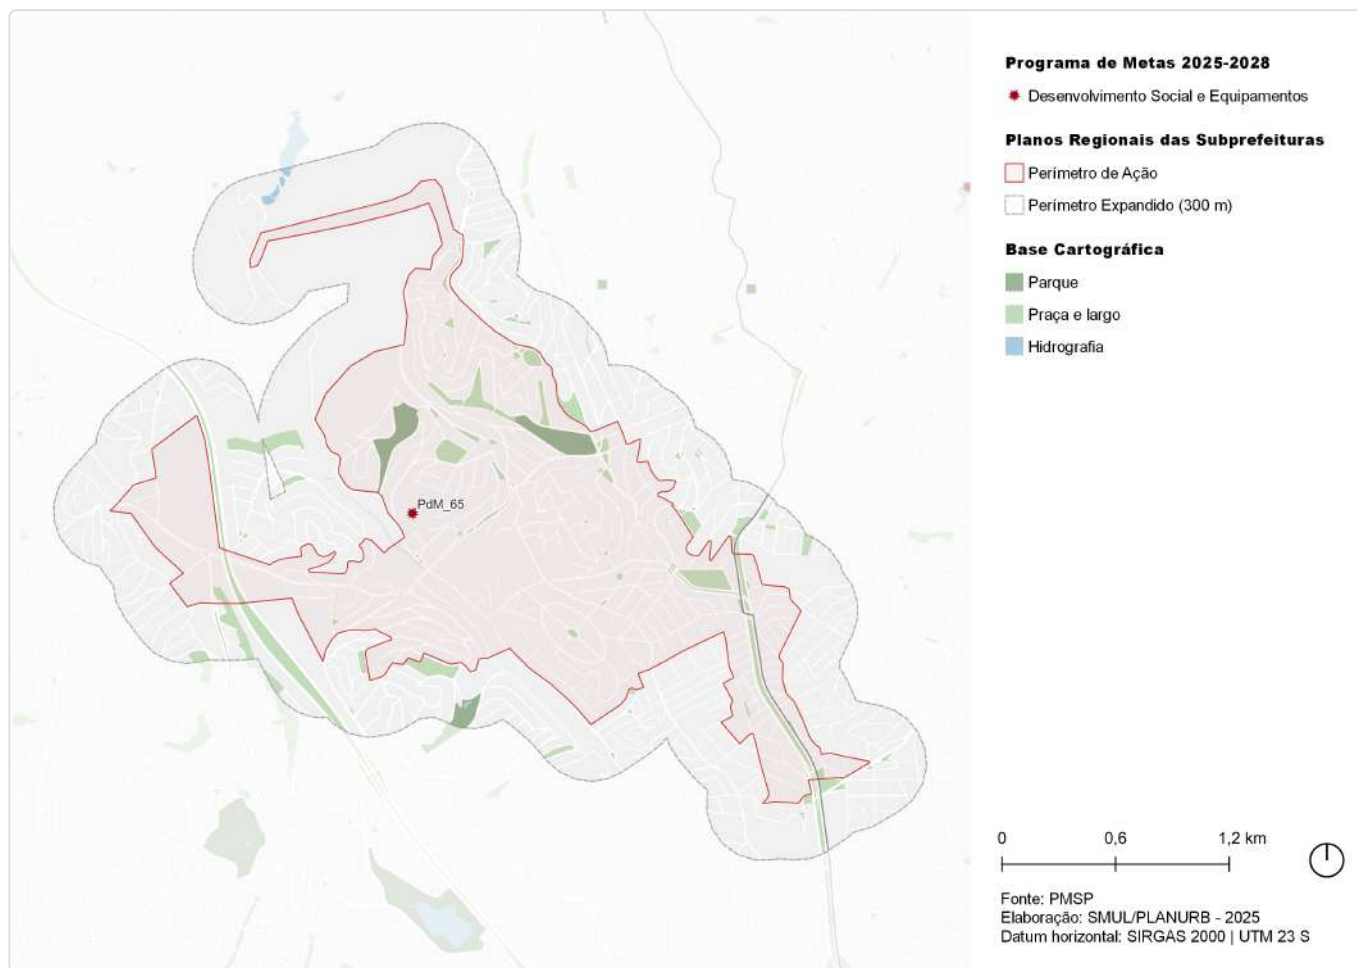 Programa de Metas 2025-2028
Desenvolvimento Social e Equipamentos
Planos Regionais das Subprefeituras
Perímetro de Ação
Perímetro Expandido (300 m)
Base Cartográfica
Parque
Praça e largo
Hidrografia
PdM_65
0 0,6 1,2 km
Fonte: PMSP
Elaboração: SMUL/PLANURB - 2025
Datum horizontal: SIRGAS 2000 | UTM 23 S